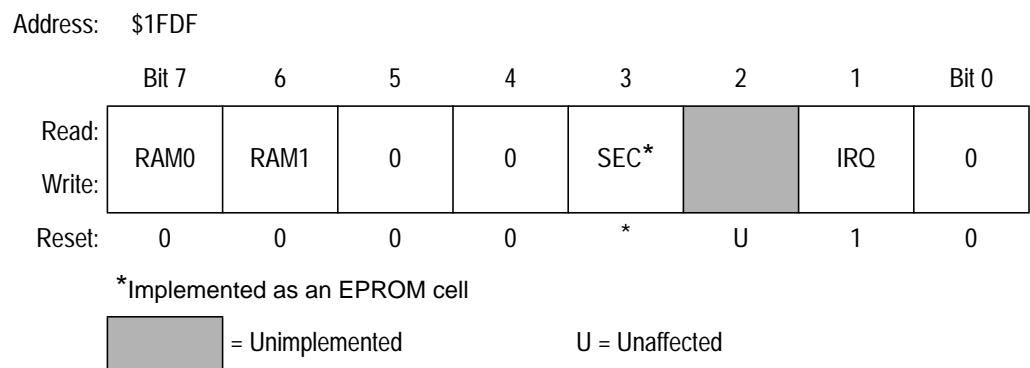 Address: $1FDF
Bit 7 6 5 4 3 2 1 Bit 0
Read:
RAM0 RAM1 0 0 SEC* IRQ 0
Write:
Reset: 0 0 0 0 * U 1 0
*Implemented as an EPROM cell
= Unimplemented U = Unaffected